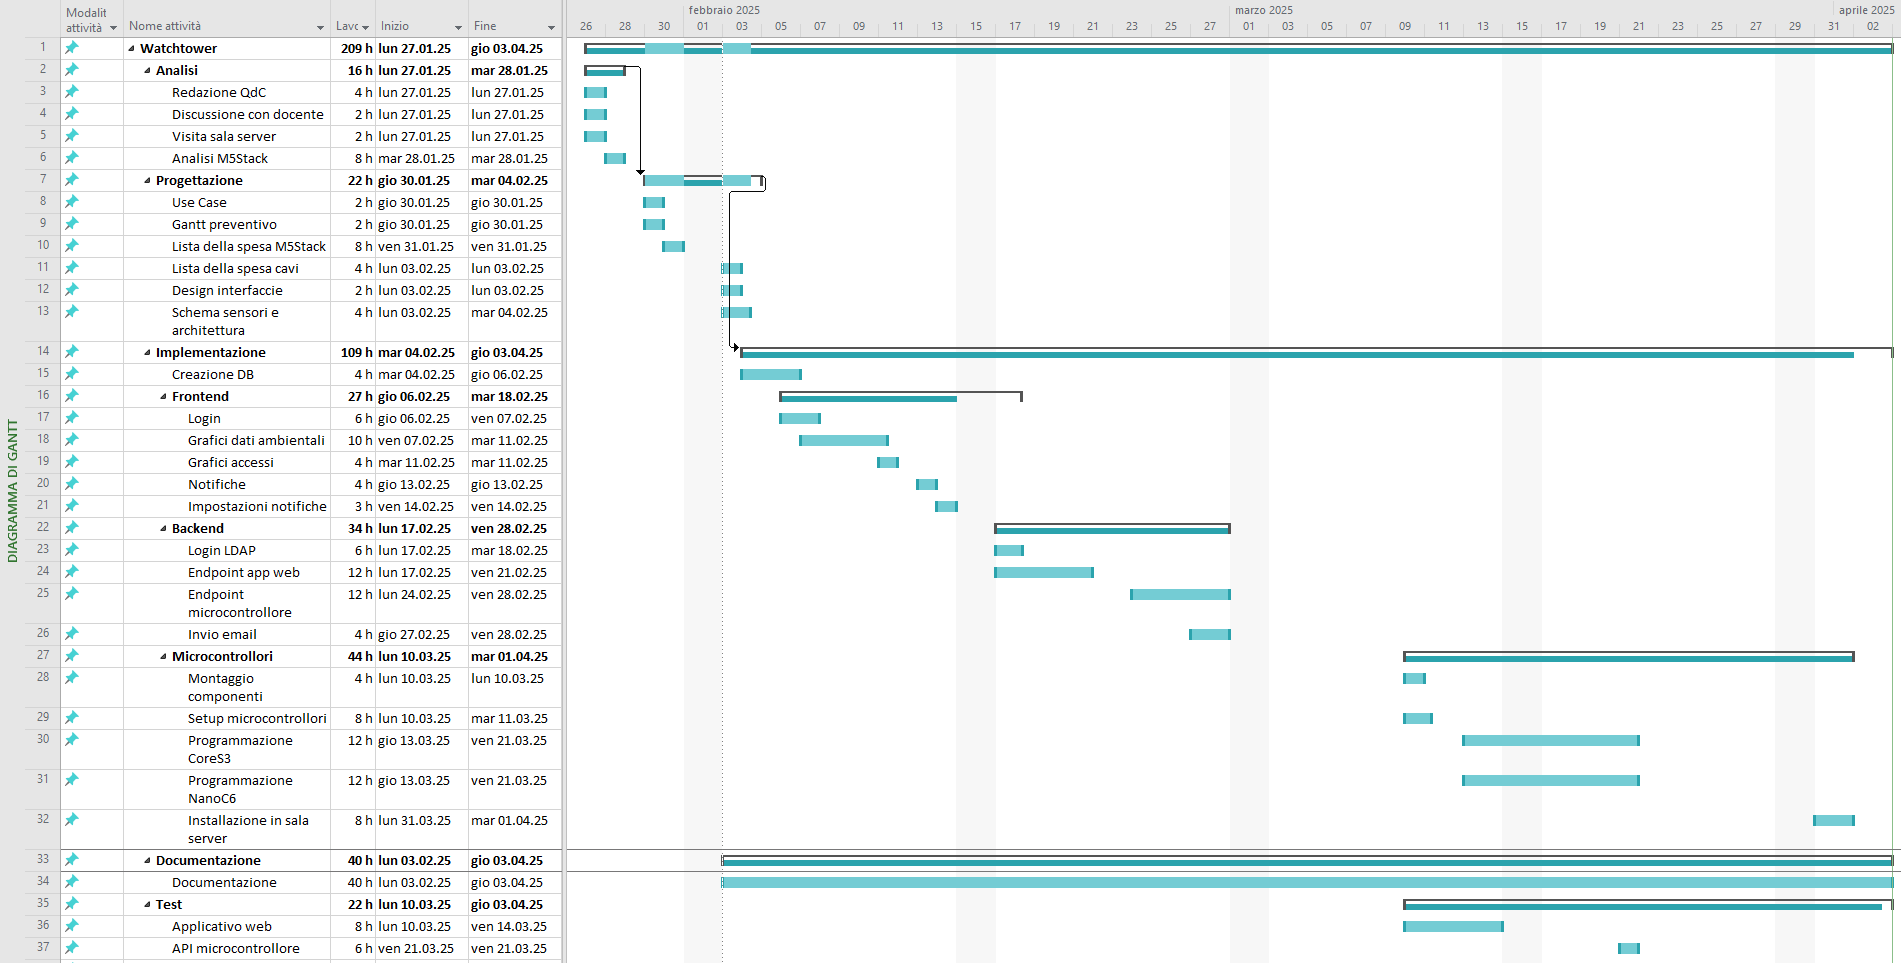 febbraio 2025 marzo 2025 aprile 2025
Modalit
attività Nome attività Lavc Inizio Fine 26 28 30 01 03 05 07 09 11 13 15 17 19 21 23 25 27 01 03 05 07 09 11 13 15 17 19 21 23 25 27 29 31 02
DIAGRAMMA DI GANTT
1 Watchtower 209 h lun 27.01.25 gio 03.04.25
2 Analisi 16 h lun 27.01.25 mar 28.01.25
3 Redazione QdC 4 h lun 27.01.25 lun 27.01.25
4 Discussione con docente 2 h lun 27.01.25 lun 27.01.25
5 Visita sala server 2 h lun 27.01.25 lun 27.01.25
6 Analisi M5Stack 8 h mar 28.01.25 mar 28.01.25
7 Progettazione 22 h gio 30.01.25 mar 04.02.25
8 Use Case 2 h gio 30.01.25 gio 30.01.25
9 Gantt preventivo 2 h gio 30.01.25 gio 30.01.25
10 Lista della spesa M5Stack 8 h ven 31.01.25 ven 31.01.25
11 Lista della spesa cavi 4 h lun 03.02.25 lun 03.02.25
12 Design interfaccie 2 h lun 03.02.25 lun 03.02.25
13 Schema sensori e 4 h lun 03.02.25 mar 04.02.25
architettura
14 Implementazione 109 h mar 04.02.25 gio 03.04.25
15 Creazione DB 4 h mar 04.02.25 gio 06.02.25
16 Frontend 27 h gio 06.02.25 mar 18.02.25
17 Login 6 h gio 06.02.25 ven 07.02.25
18 Grafici dati ambientali 10 h ven 07.02.25 mar 11.02.25
19 Grafici accessi 4 h mar 11.02.25 mar 11.02.25
20 Notifiche 4 h gio 13.02.25 gio 13.02.25
21 Impostazioni notifiche 3 h ven 14.02.25 ven 14.02.25
22 Backend 34 h lun 17.02.25 ven 28.02.25
23 Login LDAP 6 h lun 17.02.25 mar 18.02.25
24 Endpoint app web 12 h lun 17.02.25 ven 21.02.25
25 Endpoint 12 h lun 24.02.25 ven 28.02.25
microcontrollore
26 Invio email 4 h gio 27.02.25 ven 28.02.25
27 Microcontrollori 44 h lun 10.03.25 mar 01.04.25
28 Montaggio 4 h lun 10.03.25 lun 10.03.25
componenti
29 Setup microcontrollori 8 h lun 10.03.25 mar 11.03.25
30 Programmazione 12 h gio 13.03.25 ven 21.03.25
CoreS3
31 Programmazione 12 h gio 13.03.25 ven 21.03.25
NanoC6
32 Installazione in sala 8 h lun 31.03.25 mar 01.04.25
server
33 Documentazione 40 h lun 03.02.25 gio 03.04.25
34 Documentazione 40 h lun 03.02.25 gio 03.04.25
35 Test 22 h lun 10.03.25 gio 03.04.25
36 Applicativo web 8 h lun 10.03.25 ven 14.03.25
37 API microcontrollore 6 h ven 21.03.25 ven 21.03.25